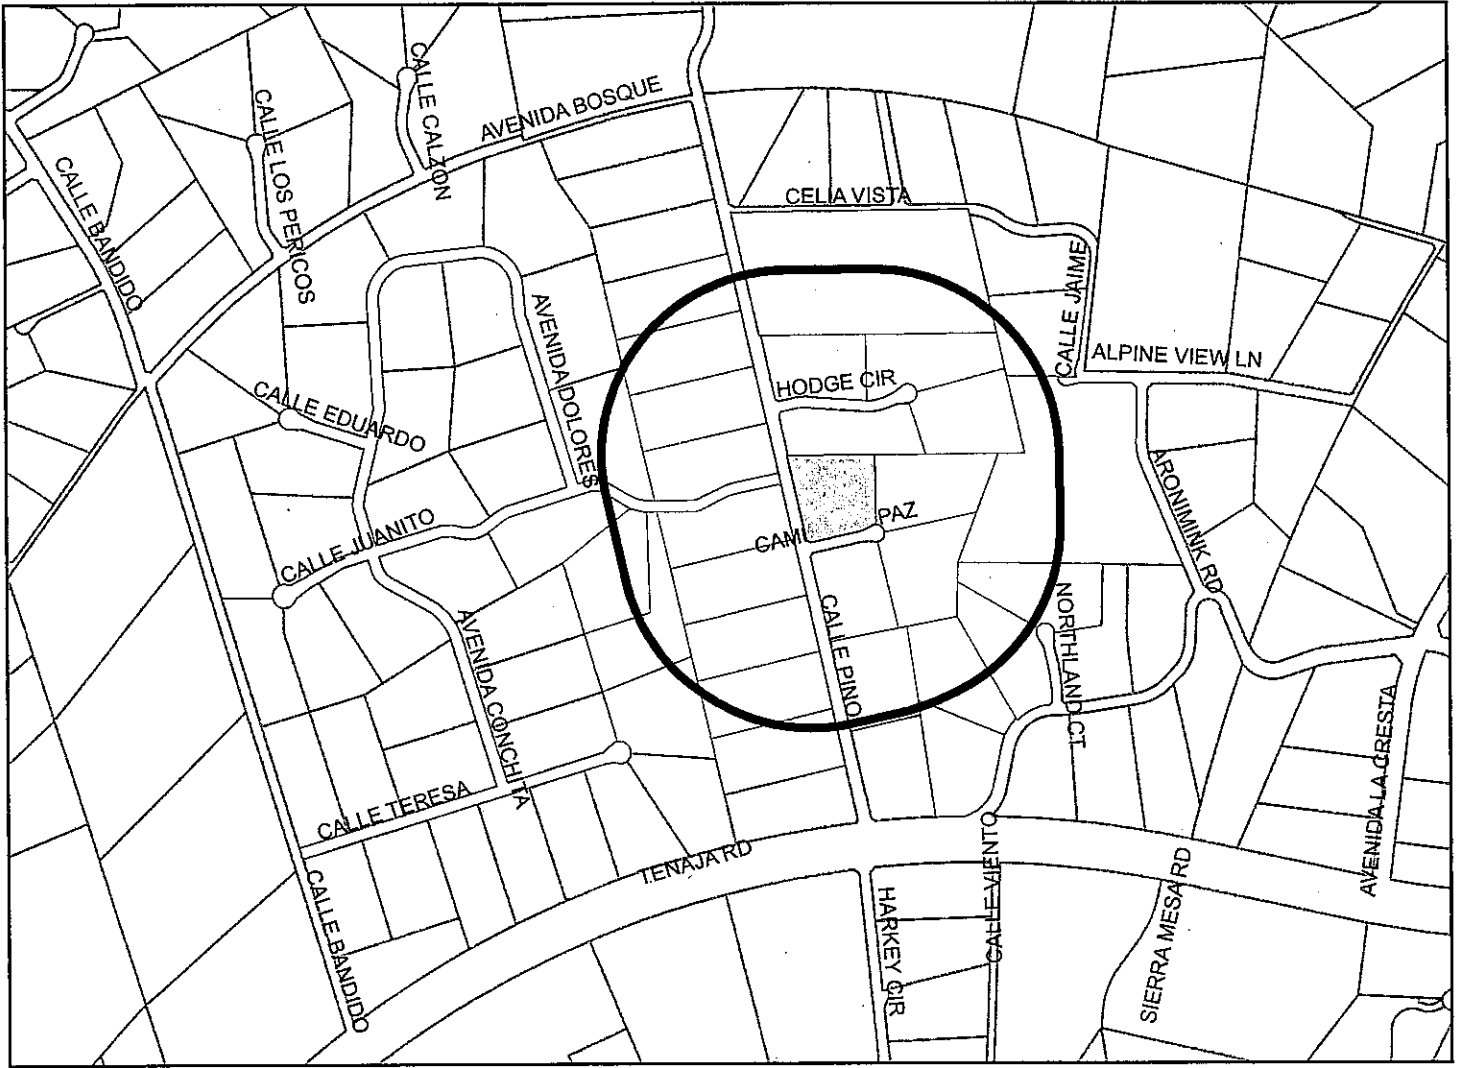 CALLE CALZON
AVENIDA BOSQUE
CALLE LOS PERICOS
CALLE BANDIDO
CELIA VISTA
CALLE JAIME
AVENIDA DOLORES
ALPINE VIEW LN
HODGE CIR
CALLE EDUARDO
ARONIMINK RD
CALLE JUANITO
CAMI PAZ
NORTHLAND CT
CALLE PINO
AVENIDA CONCHITA
AVENIDA LA CRESTA
CALLE TERESA
TENAJA RD
CALLE VIENTO
SIERRA MESA RD
CALLE BANDIDO
HARKEY CIR